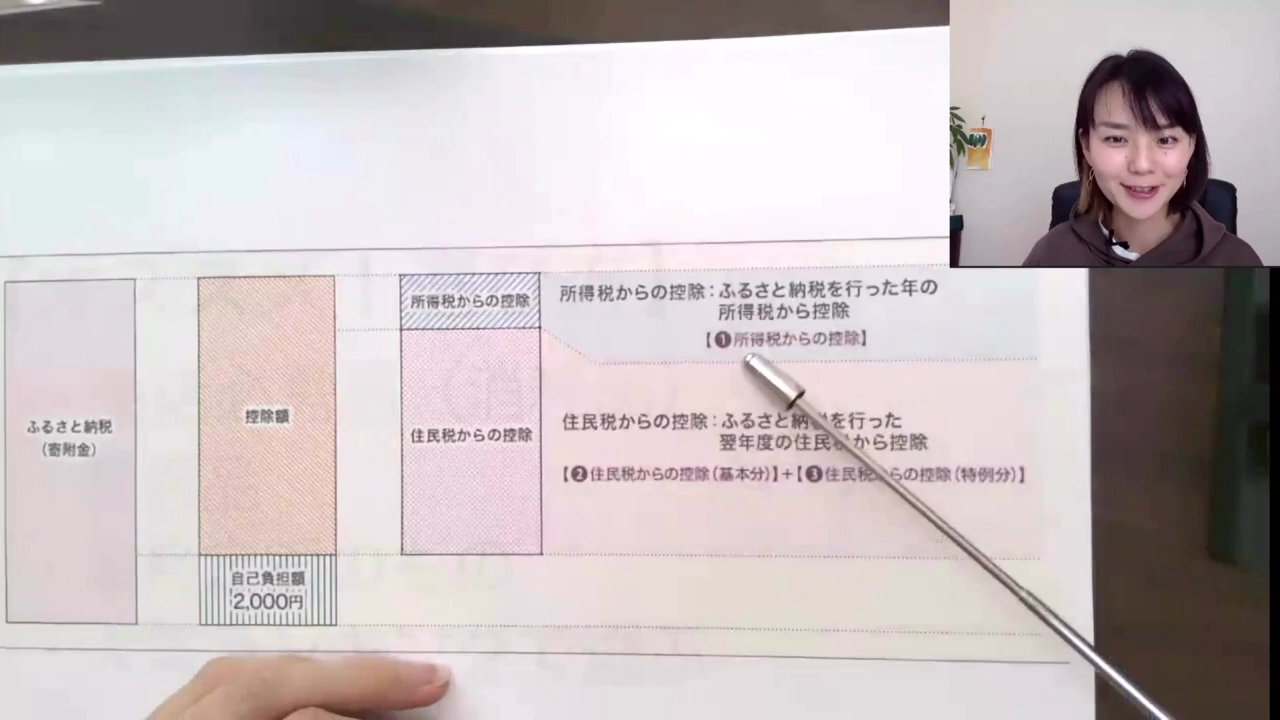 ふるさと納税
(寄附金)
控除額
自己負担額
2,000円
所得税からの控除
住民税からの控除
所得税からの控除:ふるさと納税を行った年の
所得税から控除
【❶所得税からの控除】
住民税からの控除:ふるさと納税を行った
翌年度の住民税から控除
【❷住民税からの控除(基本分)】+【❸住民税からの控除(特例分)】